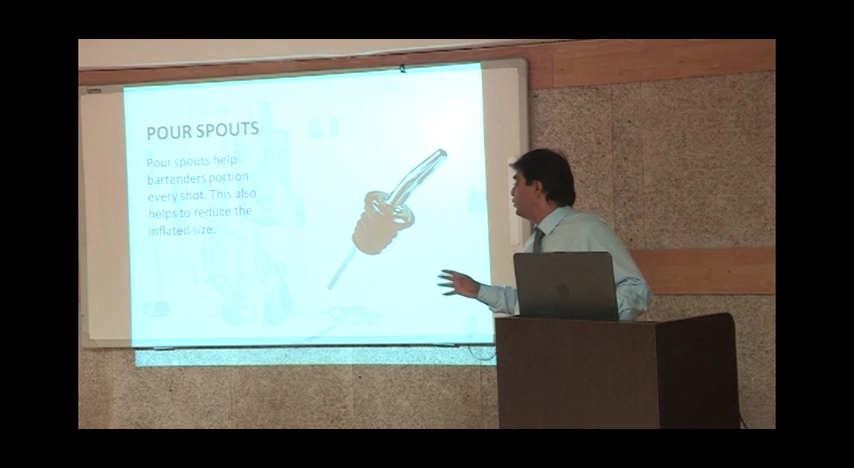 POUR SPOUTS
Pour spouts help
bartenders portion
every shot. This also
helps to reduce the
inflated size.